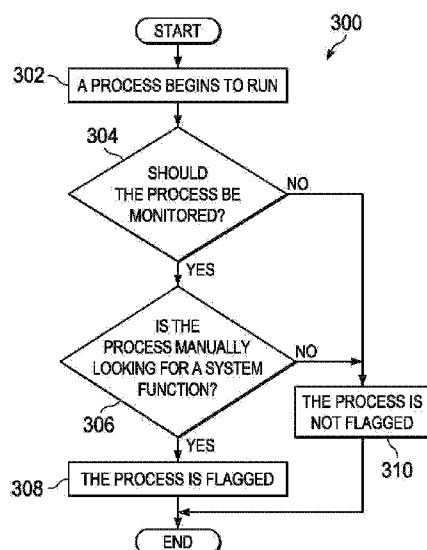 START
300
302
A PROCESS BEGINS TO RUN
304
SHOULD
THE PROCESS BE
MONITORED?
NO
YES
IS THE
PROCESS MANUALLY
LOOKING FOR A SYSTEM
FUNCTION?
NO
306
YES
THE PROCESS IS
NOT FLAGGED
310
308
THE PROCESS IS FLAGGED
END